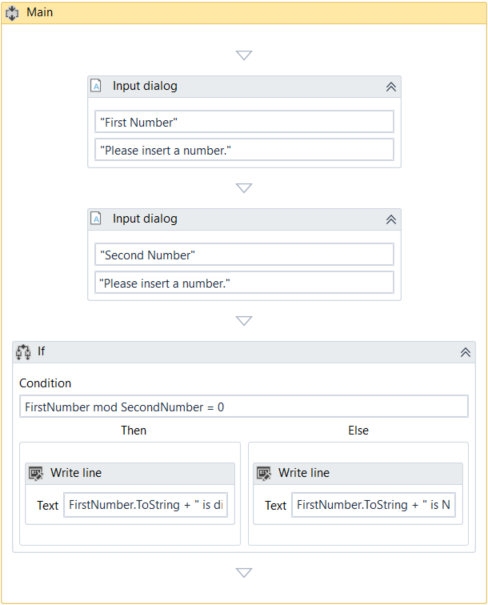 Main
Input dialog
"First Number"
"Please insert a number."
Input dialog
"Second Number"
"Please insert a number."
If
Condition
FirstNumber mod SecondNumber = 0
Then
Else
Write line
Write line
Text FirstNumber.ToString + " is di
Text FirstNumber.ToString + " is N